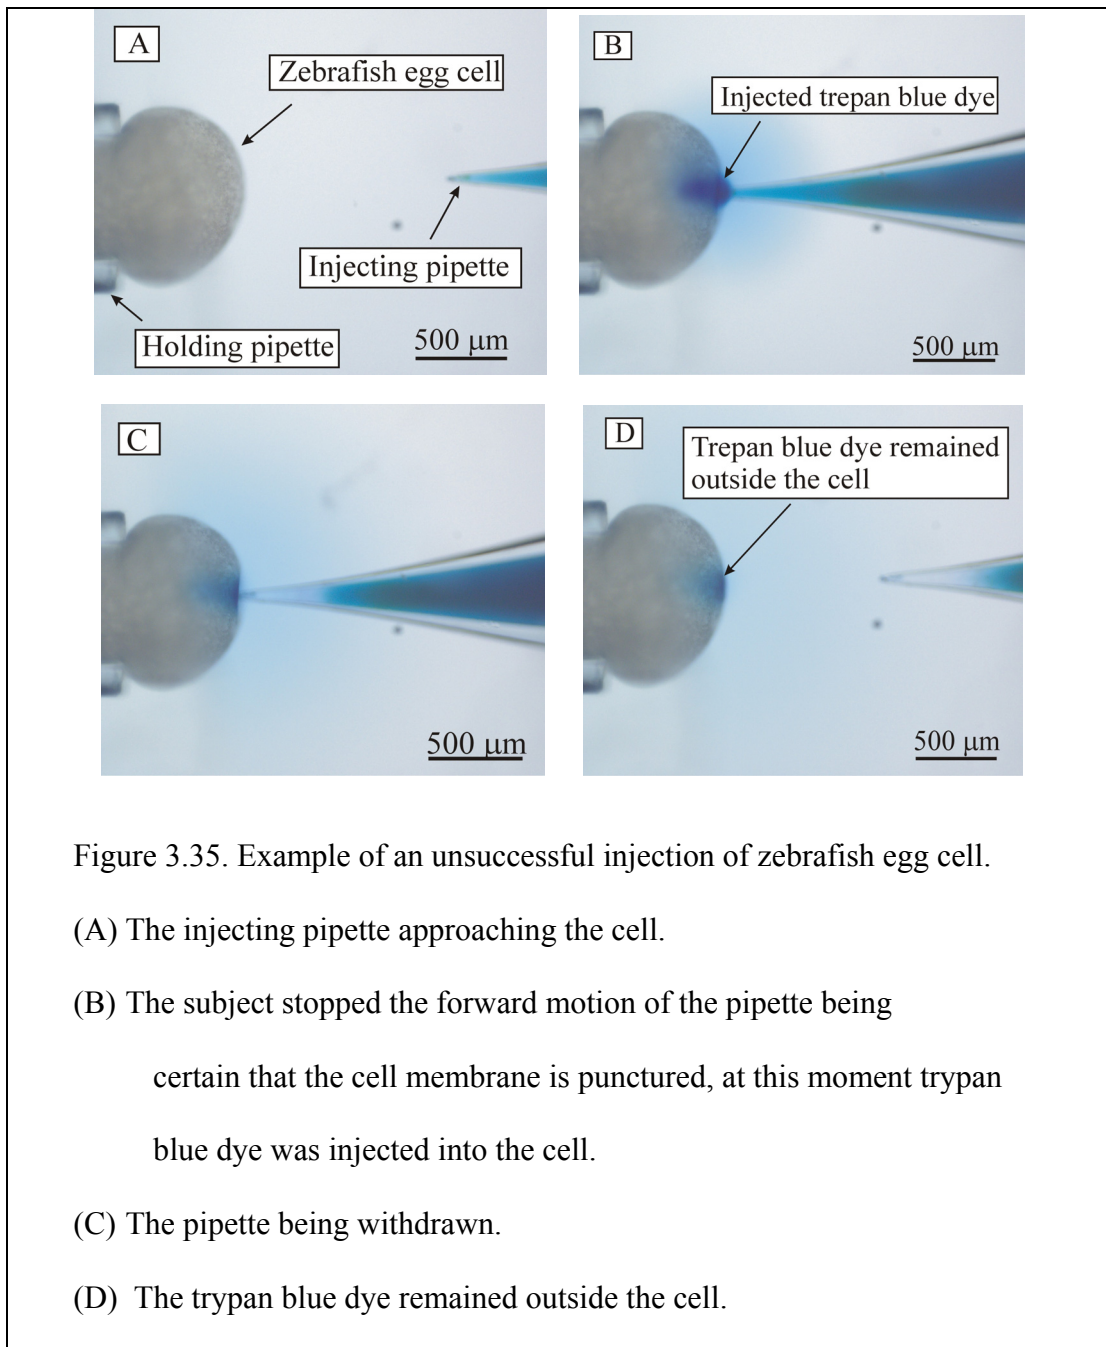 A
Zebrafish egg cell
Injecting pipette
Holding pipette
500 μm
B
Injected trepan blue dye
500 μm
C
500 μm
D
Trepan blue dye remained
outside the cell
500 μm
Figure 3.35. Example of an unsuccessful injection of zebrafish egg cell.
(A) The injecting pipette approaching the cell.
(B) The subject stopped the forward motion of the pipette being
certain that the cell membrane is punctured, at this moment trypan
blue dye was injected into the cell.
(C) The pipette being withdrawn.
(D) The trypan blue dye remained outside the cell.